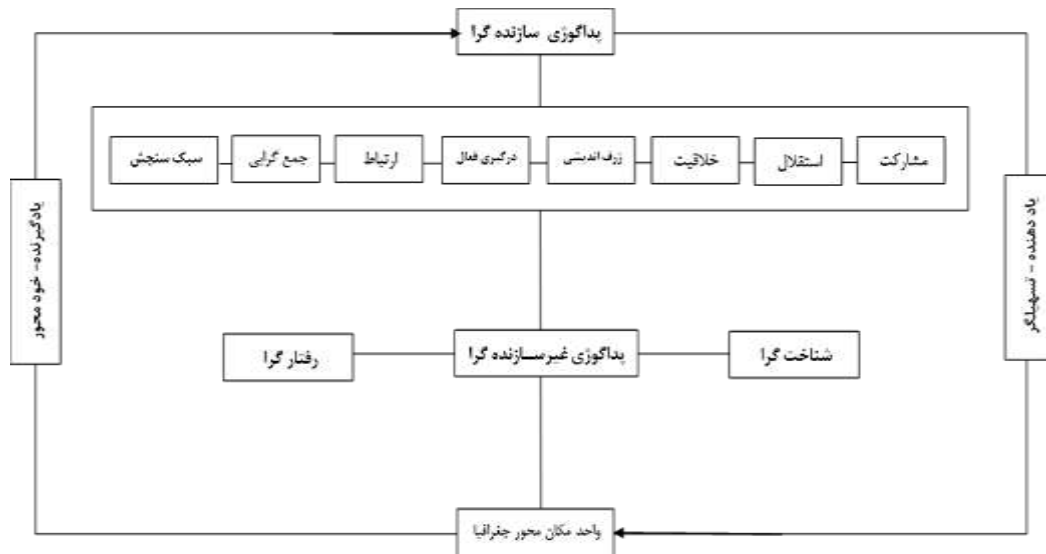 پداگوژی سازنده گرا
مشارکت
استقلال
خلاقیت
ژرف اندیشی
درگیری فعال
ارتباط
جمع گرایی
سبک سنجش
یاد دهنده - تسهیلگر
یادگیرنده- خود محور
شناخت گرا
پداگوژی غیرسازنده گرا
رفتار گرا
واحد مکان محور جغرافیا